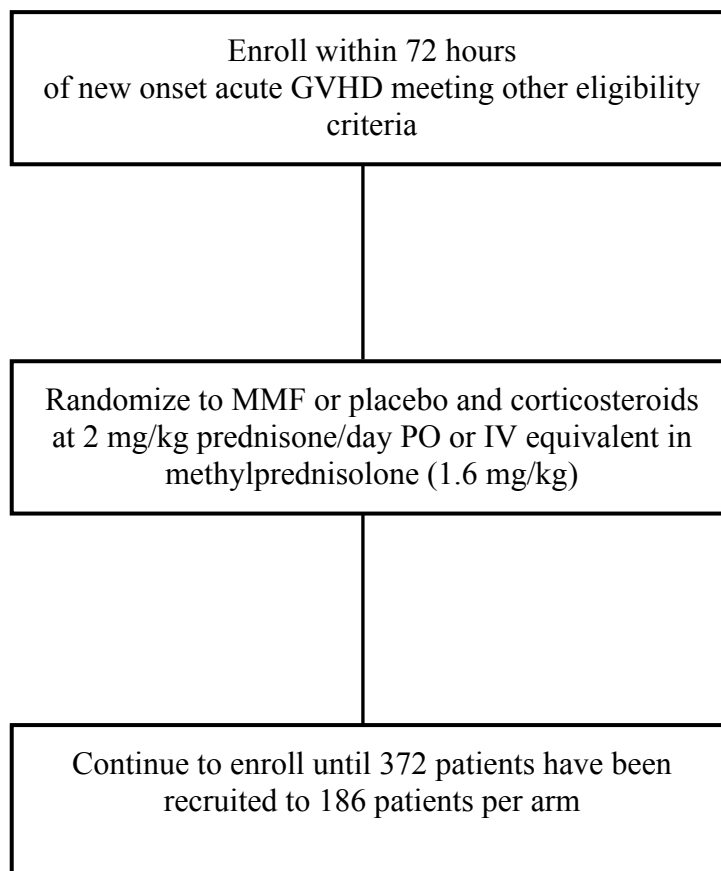 Enroll within 72 hours
of new onset acute GVHD meeting other eligibility
criteria
Randomize to MMF or placebo and corticosteroids
at 2 mg/kg prednisone/day PO or IV equivalent in
methylprednisolone (1.6 mg/kg)
Continue to enroll until 372 patients have been
recruited to 186 patients per arm